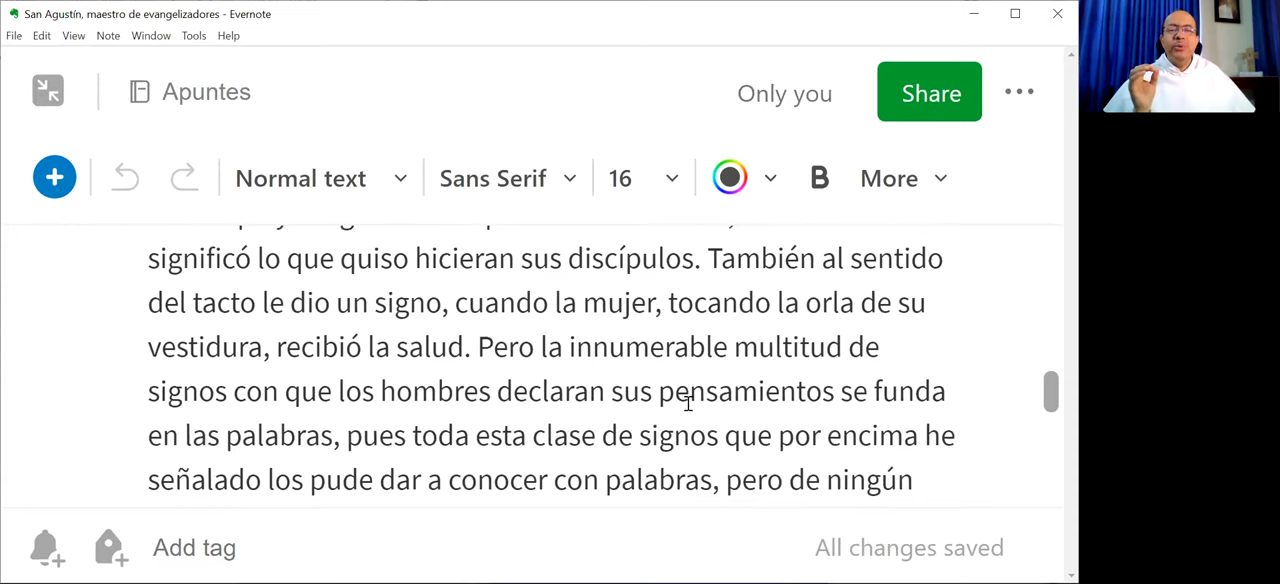 San Agustín, maestro de evangelizadores - Evernote
File Edit View Note Window Tools Help
Apuntes
Only you
Share
Normal text
Sans Serif
16
B
More
significó lo que quiso hicieran sus discípulos. También al sentido
del tacto le dio un signo, cuando la mujer, tocando la orla de su
vestidura, recibió la salud. Pero la innumerable multitud de
signos con que los hombres declaran sus pensamientos se funda
en las palabras, pues toda esta clase de signos que por encima he
señalado los pude dar a conocer con palabras, pero de ningún
Add tag
All changes saved